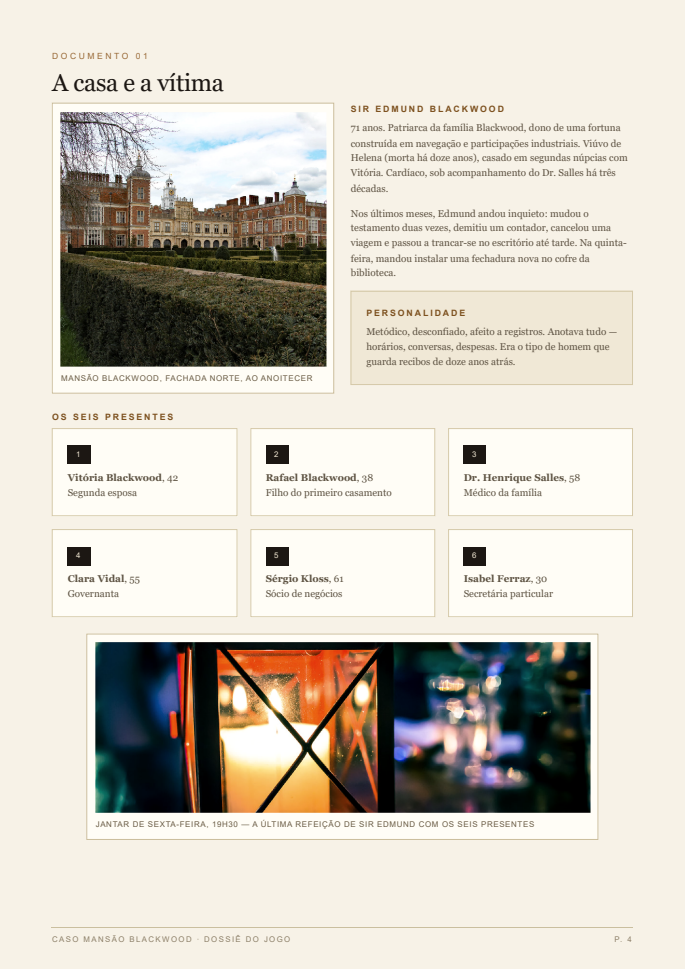 DOCUMENTO 01
A casa e a vítima
MANSÃO BLACKWOOD, FACHADA NORTE, AO ANOITECER
SIR EDMUND BLACKWOOD
71 anos. Patriarca da família Blackwood, dono de uma fortuna
construída em navegação e participações industriais. Viúvo de
Helena (morta há doze anos), casado em segundas núpcias com
Vitória. Cardíaco, sob acompanhamento do Dr. Salles há três
décadas.
Nos últimos meses, Edmund andou inquieto: mudou o
testamento duas vezes, demitiu um contador, cancelou uma
viagem e passou a trancar-se no escritório até tarde. Na quinta-
feira, mandou instalar uma fechadura nova no cofre da
biblioteca.
PERSONALIDADE
Metódico, desconfiado, afeito a registros. Anotava tudo —
horários, conversas, despesas. Era o tipo de homem que
guarda recibos de doze anos atrás.
OS SEIS PRESENTES
1
Vitória Blackwood, 42
Segunda esposa
2
Rafael Blackwood, 38
Filho do primeiro casamento
3
Dr. Henrique Salles, 58
Médico da família
4
Clara Vidal, 55
Governanta
5
Sérgio Kloss, 61
Sócio de negócios
6
Isabel Ferraz, 30
Secretária particular
JANTAR DE SEXTA-FEIRA, 19H30 — A ÚLTIMA REFEIÇÃO DE SIR EDMUND COM OS SEIS PRESENTES
CASO MANSÃO BLACKWOOD · DOSSIÊ DO JOGO
P. 4